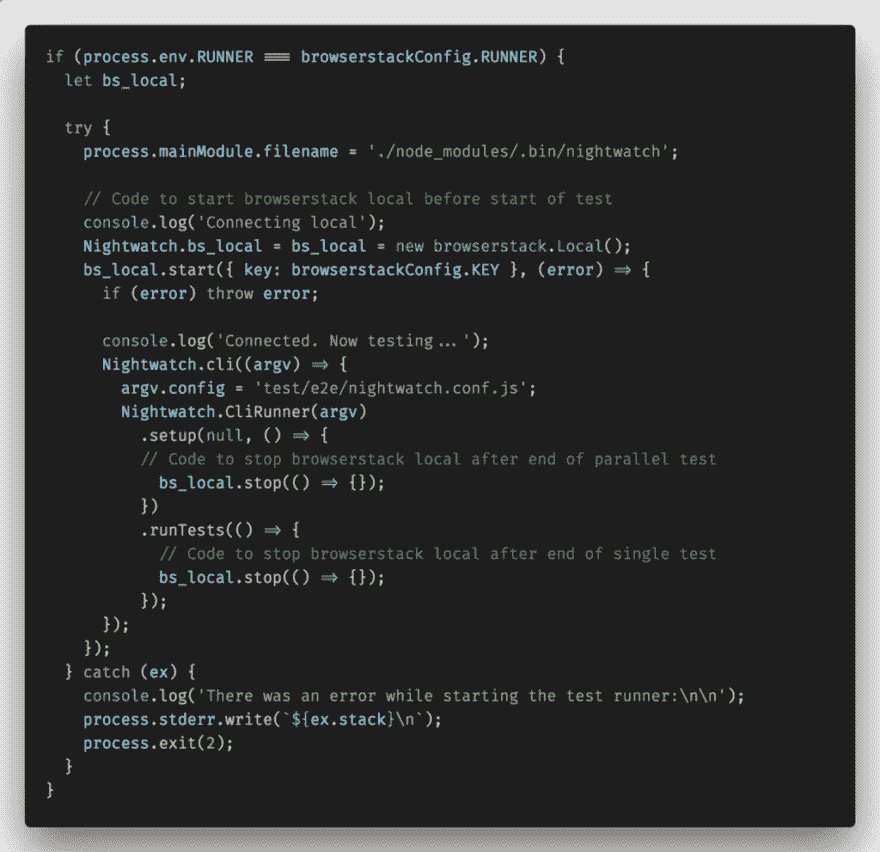 if (process.env.RUNNER === browserstackConfig.RUNNER) {
  let bs_local;

  try {
    process.mainModule.filename = './node_modules/.bin/nightwatch';

    // Code to start browserstack local before start of test
    console.log('Connecting local');
    Nightwatch.bs_local = bs_local = new browserstack.Local();
    bs_local.start({ key: browserstackConfig.KEY }, (error) => {
      if (error) throw error;

      console.log('Connected. Now testing...');
      Nightwatch.cli((argv) => {
        argv.config = 'test/e2e/nightwatch.conf.js';
        Nightwatch.CliRunner(argv)
          .setup(null, () => {
          // Code to stop browserstack local after end of parallel test
            bs_local.stop(() => {});
          })
          .runTests(() => {
            // Code to stop browserstack local after end of single test
            bs_local.stop(() => {});
          });
      });
    });
  } catch (ex) {
    console.log('There was an error while starting the test runner:\n\n');
    process.stderr.write(`${ex.stack}\n`);
    process.exit(2);
  }
}